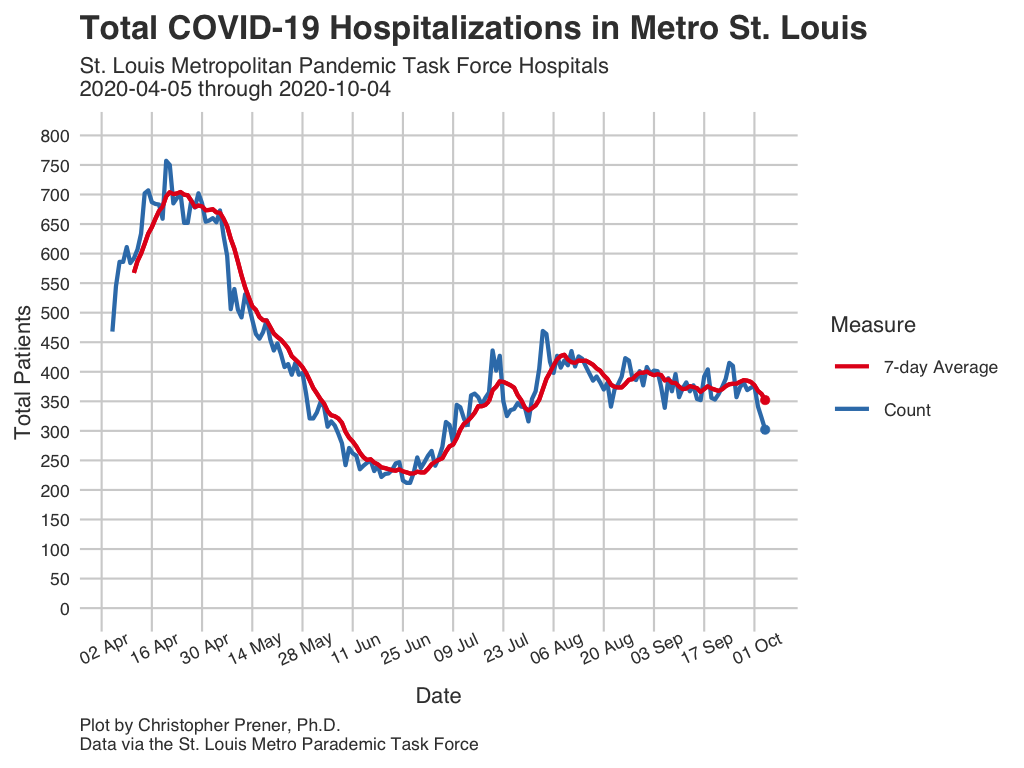 Total COVID-19 Hospitalizations in Metro St. Louis
St. Louis Metropolitan Pandemic Task Force Hospitals
2020-04-05 through 2020-10-04
800
750
700
650
600
550
500
450
400
350
300
250
200
150
100
50
0
Total Patients
02 Apr
16 Apr
30 Apr
14 May
28 May
11 Jun
25 Jun
09 Jul
23 Jul
06 Aug
20 Aug
03 Sep
17 Sep
01 Oct
Date
Measure
7-day Average
Count
Plot by Christopher Prener, Ph.D.
Data via the St. Louis Metro Parademic Task Force